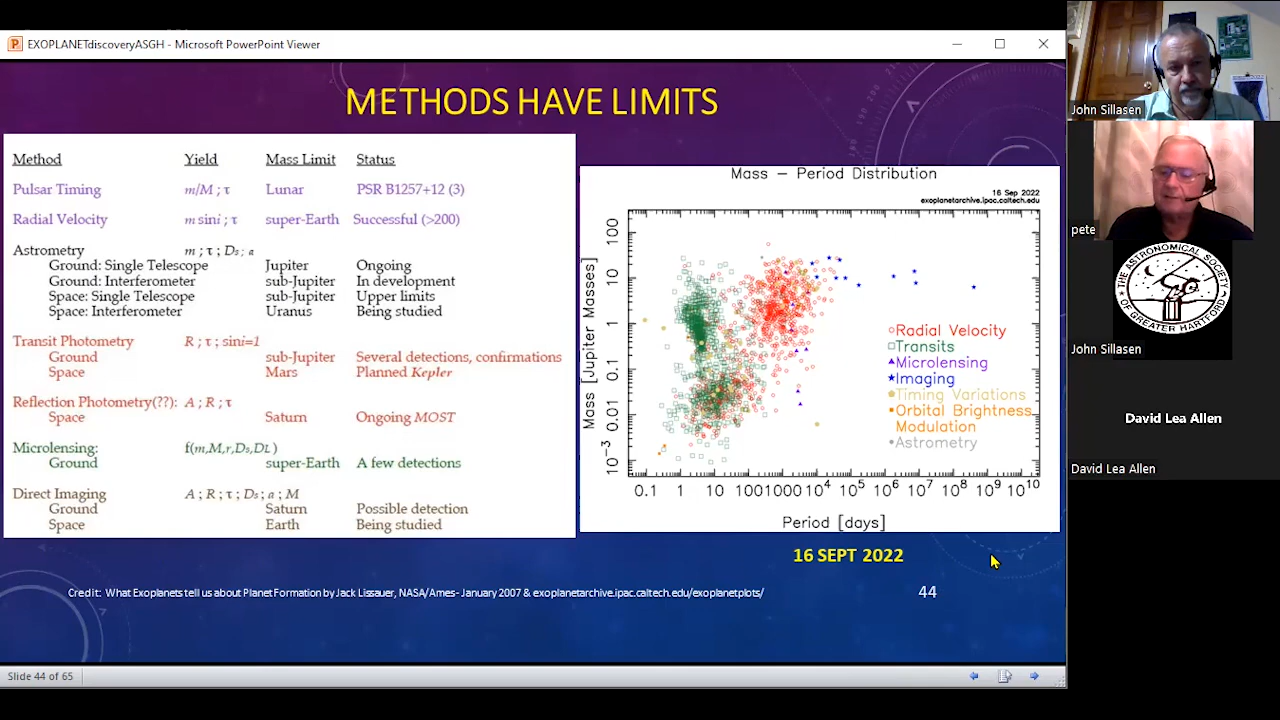 EXOPLANETdiscoveryASGH - Microsoft PowerPoint Viewer
METHODS HAVE LIMITS
Method Yield Mass Limit Status
Pulsar Timing m/M ; τ Lunar PSR B1257+12 (3)
Radial Velocity m sini ; τ super-Earth Successful (>200)
Astrometry m ; τ ; Ds ; a
Ground: Single Telescope Jupiter Ongoing
Ground: Interferometer sub-Jupiter In development
Space: Single Telescope sub-Jupiter Upper limits
Space: Interferometer Uranus Being studied
Transit Photometry R ; τ ; sini=1
Ground sub-Jupiter Several detections, confirmations
Space Mars Planned Kepler
Reflection Photometry(??): A ; R ; τ
Space Saturn Ongoing MOST
Microlensing: f(m,M,r,Ds,DL )
Ground super-Earth A few detections
Direct Imaging A ; R ; τ ; Ds ; a ; M
Ground Saturn Possible detection
Space Earth Being studied
Mass – Period Distribution
16 Sep 2022
exoplanetarchive.ipac.caltech.edu
Mass [Jupiter Masses]
100
10
1
0.1
0.01
10⁻³
Radial Velocity
Transits
Microlensing
Imaging
Timing Variations
Orbital Brightness
Modulation
Astrometry
0.1 1 10 100 1000 10⁴ 10⁵ 10⁶ 10⁷ 10⁸ 10⁹ 10¹⁰
Period [days]
16 SEPT 2022
Credit: What Exoplanets tell us about Planet Formation by Jack Lissauer, NASA/Ames- January 2007 & exoplanetarchive.ipac.caltech.edu/exoplanetplots/
44
Slide 44 of 65
John Sillasen
pete
THE ASTRONOMICAL SOCIETY
OF GREATER HARTFORD
John Sillasen
David Lea Allen
David Lea Allen